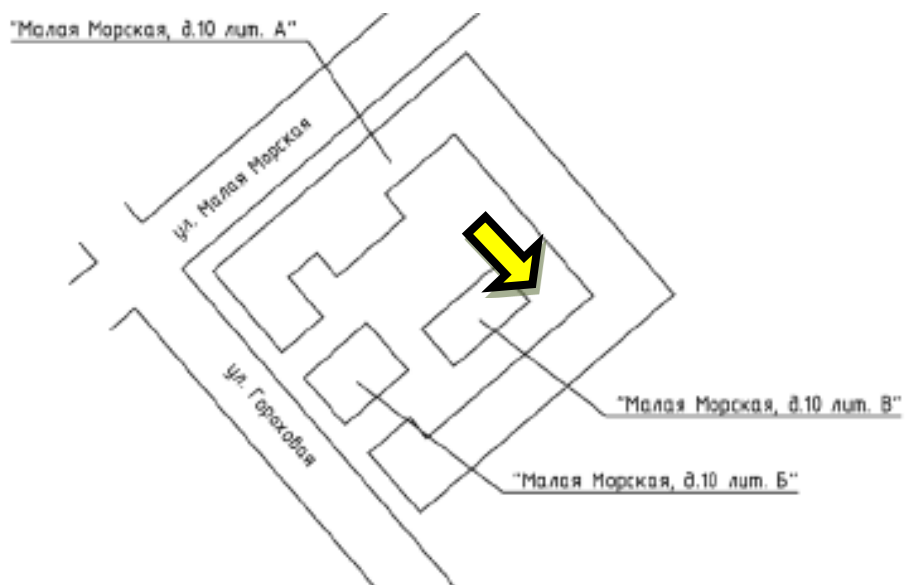 "Малая Морская, д.10 лит. А"
ул. Малая Морская
ул. Гороховая
"Малая Морская, д.10 лит. В"
"Малая Морская, д.10 лит. Б"